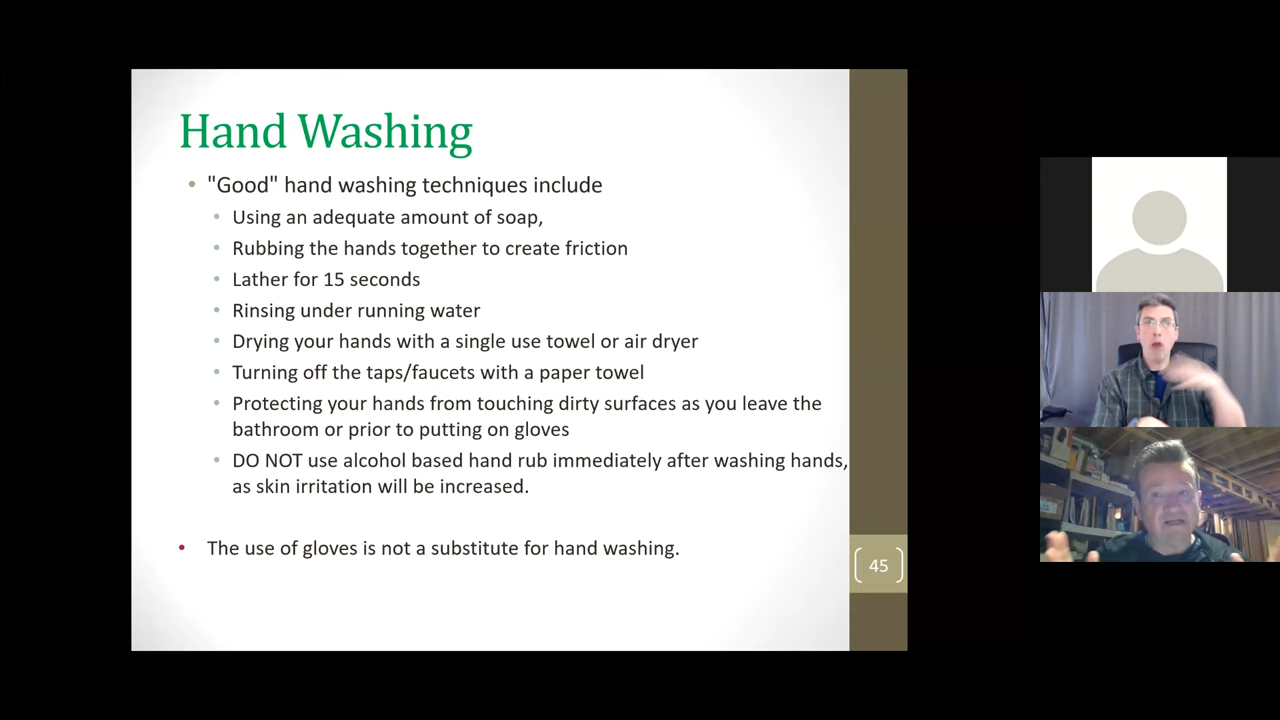 Hand Washing
• "Good" hand washing techniques include
• Using an adequate amount of soap,
• Rubbing the hands together to create friction
• Lather for 15 seconds
• Rinsing under running water
• Drying your hands with a single use towel or air dryer
• Turning off the taps/faucets with a paper towel
• Protecting your hands from touching dirty surfaces as you leave the
bathroom or prior to putting on gloves
• DO NOT use alcohol based hand rub immediately after washing hands,
as skin irritation will be increased.
• The use of gloves is not a substitute for hand washing.
45